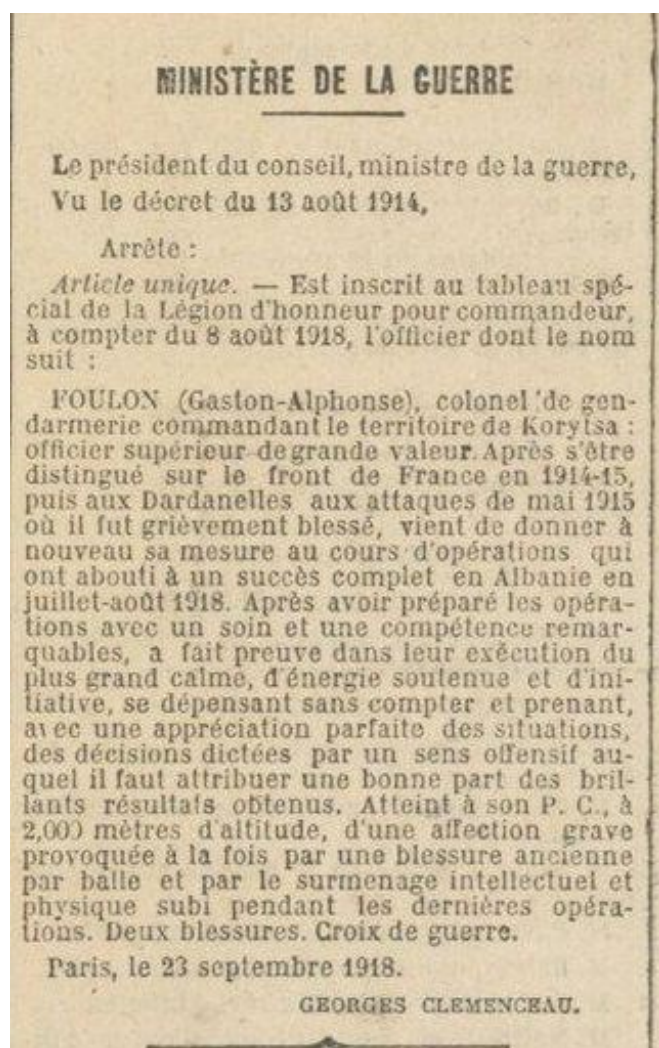 MINISTÈRE DE LA GUERRE
Le président du conseil, ministre de la guerre,
Vu le décret du 13 août 1914,
Arrête :
Article unique. — Est inscrit au tableau spé-
cial de la Légion d'honneur pour commandeur,
à compter du 8 août 1918, l'officier dont le nom
suit :
FOULON (Gaston-Alphonse), colonel de gen-
darmerie commandant le territoire de Korytsa :
officier supérieur de grande valeur. Après s'être
distingué sur le front de France en 1914-15,
puis aux Dardanelles aux attaques de mai 1915
où il fut grièvement blessé, vient de donner à
nouveau sa mesure au cours d'opérations qui
ont abouti à un succès complet en Albanie en
juillet-août 1918. Après avoir préparé les opéra-
tions avec un soin et une compétence remar-
quables, a fait preuve dans leur exécution du
plus grand calme, d'énergie soutenue et d'ini-
tiative, se dépensant sans compter et prenant,
avec une appréciation parfaite des situations,
des décisions dictées par un sens offensif au-
quel il faut attribuer une bonne part des bril-
lants résultats obtenus. Atteint à son P. C., à
2,000 mètres d'altitude, d'une affection grave
provoquée à la fois par une blessure ancienne
par balle et par le surmenage intellectuel et
physique subi pendant les dernières opéra-
tions. Deux blessures. Croix de guerre.
Paris, le 23 septembre 1918.
GEORGES CLEMENCEAU.